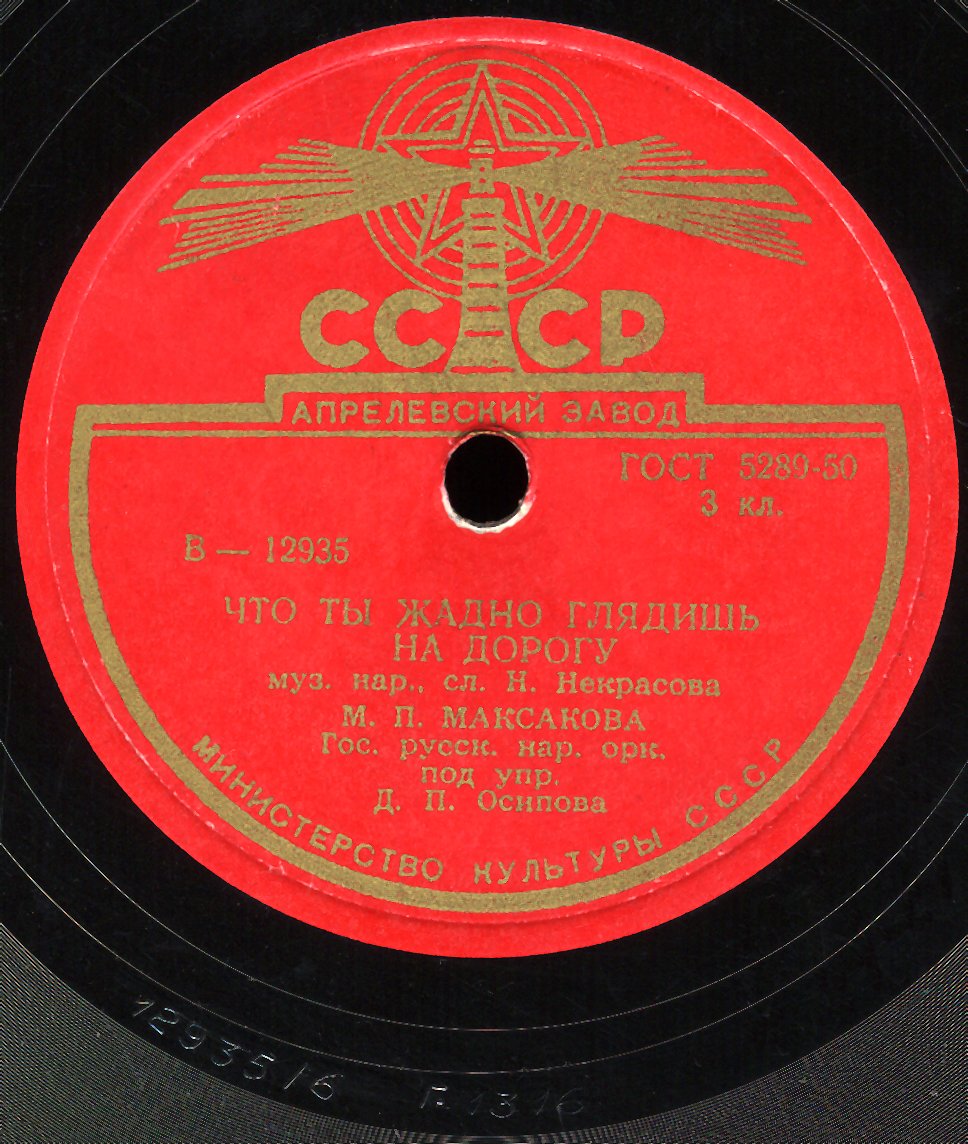 СССР
АПРЕЛЕВСКИЙ ЗАВОД
ГОСТ 5289-50
3 кл.
В — 12935
ЧТО ТЫ ЖАДНО ГЛЯДИШЬ
НА ДОРОГУ
муз. нар., сл. Н. Некрасова
М. П. МАКСАКОВА
Гос. русск. нар. орк.
под упр.
Д. П. Осипова
МИНИСТЕРСТВО КУЛЬТУРЫ СССР
12935 16